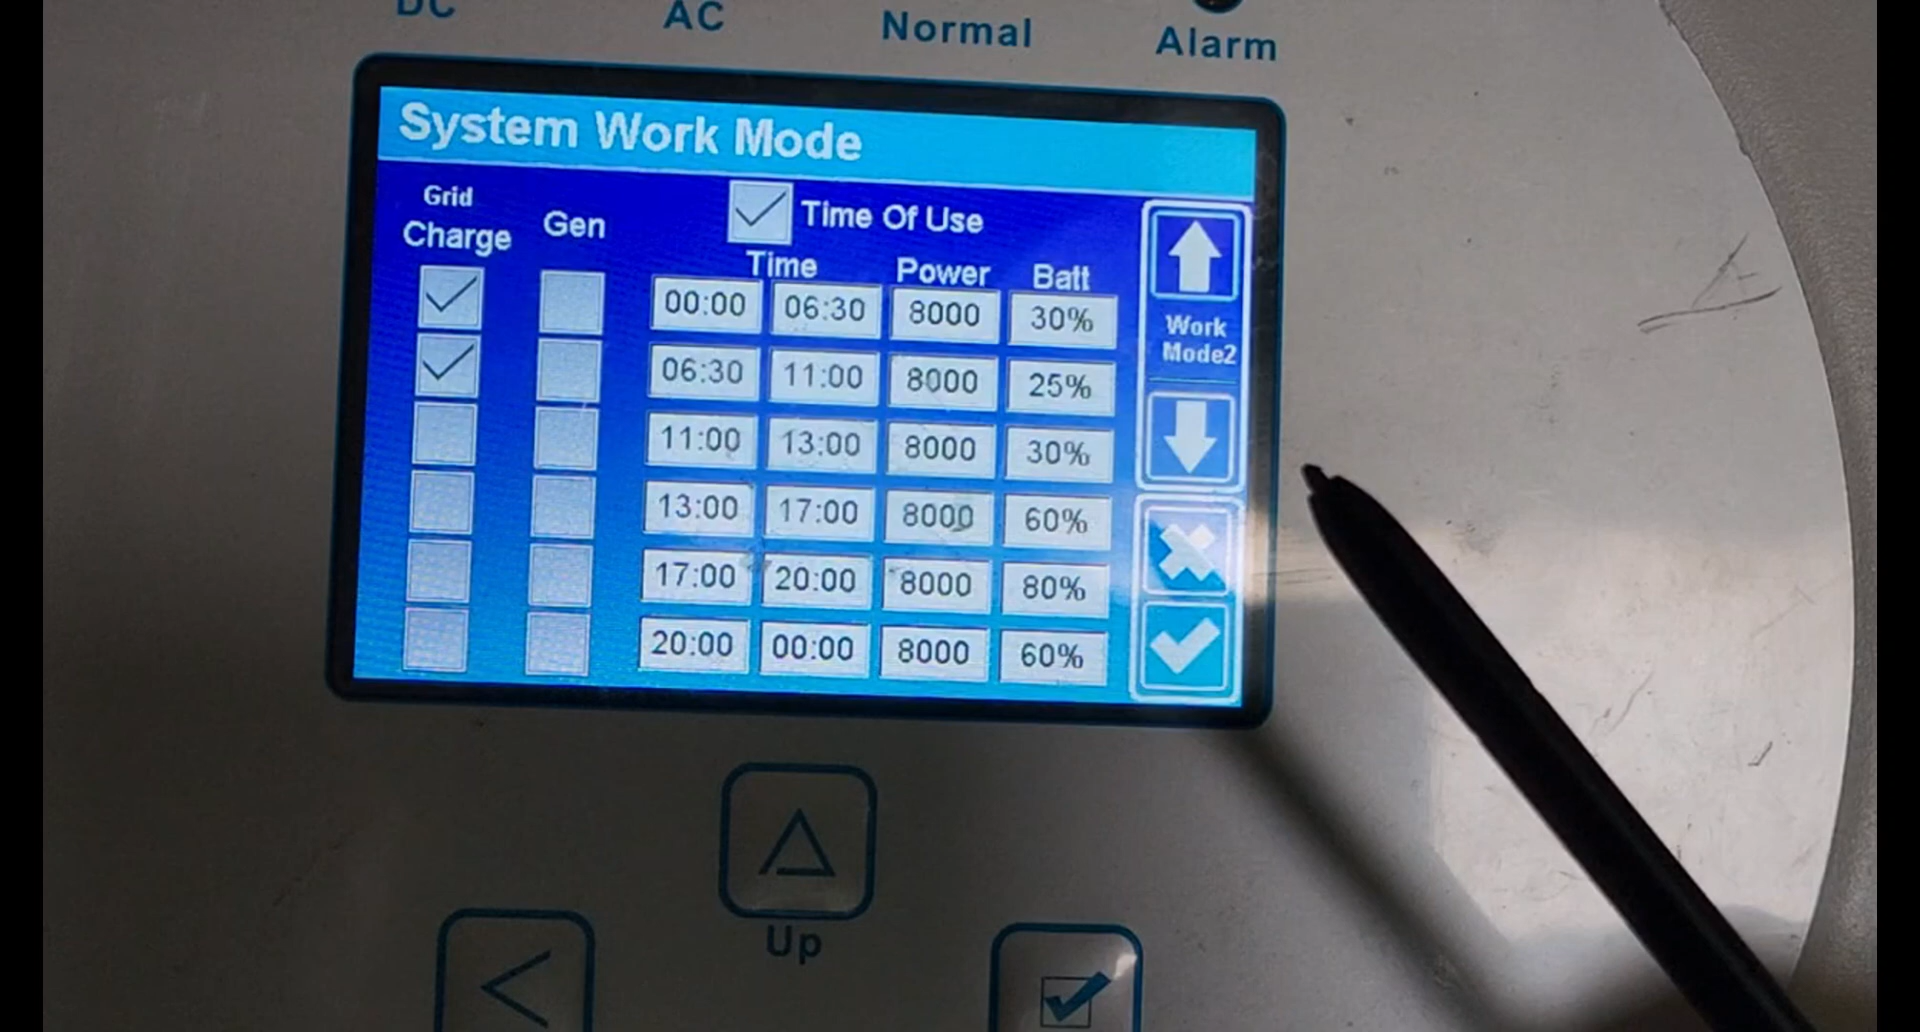 DC AC Normal Alarm
System Work Mode
Grid
Charge
Gen
Time Of Use
Time Power Batt
00:00 06:30 8000 30%
06:30 11:00 8000 25%
11:00 13:00 8000 30%
13:00 17:00 8000 60%
17:00 20:00 8000 80%
20:00 00:00 8000 60%
Work
Mode2
Up